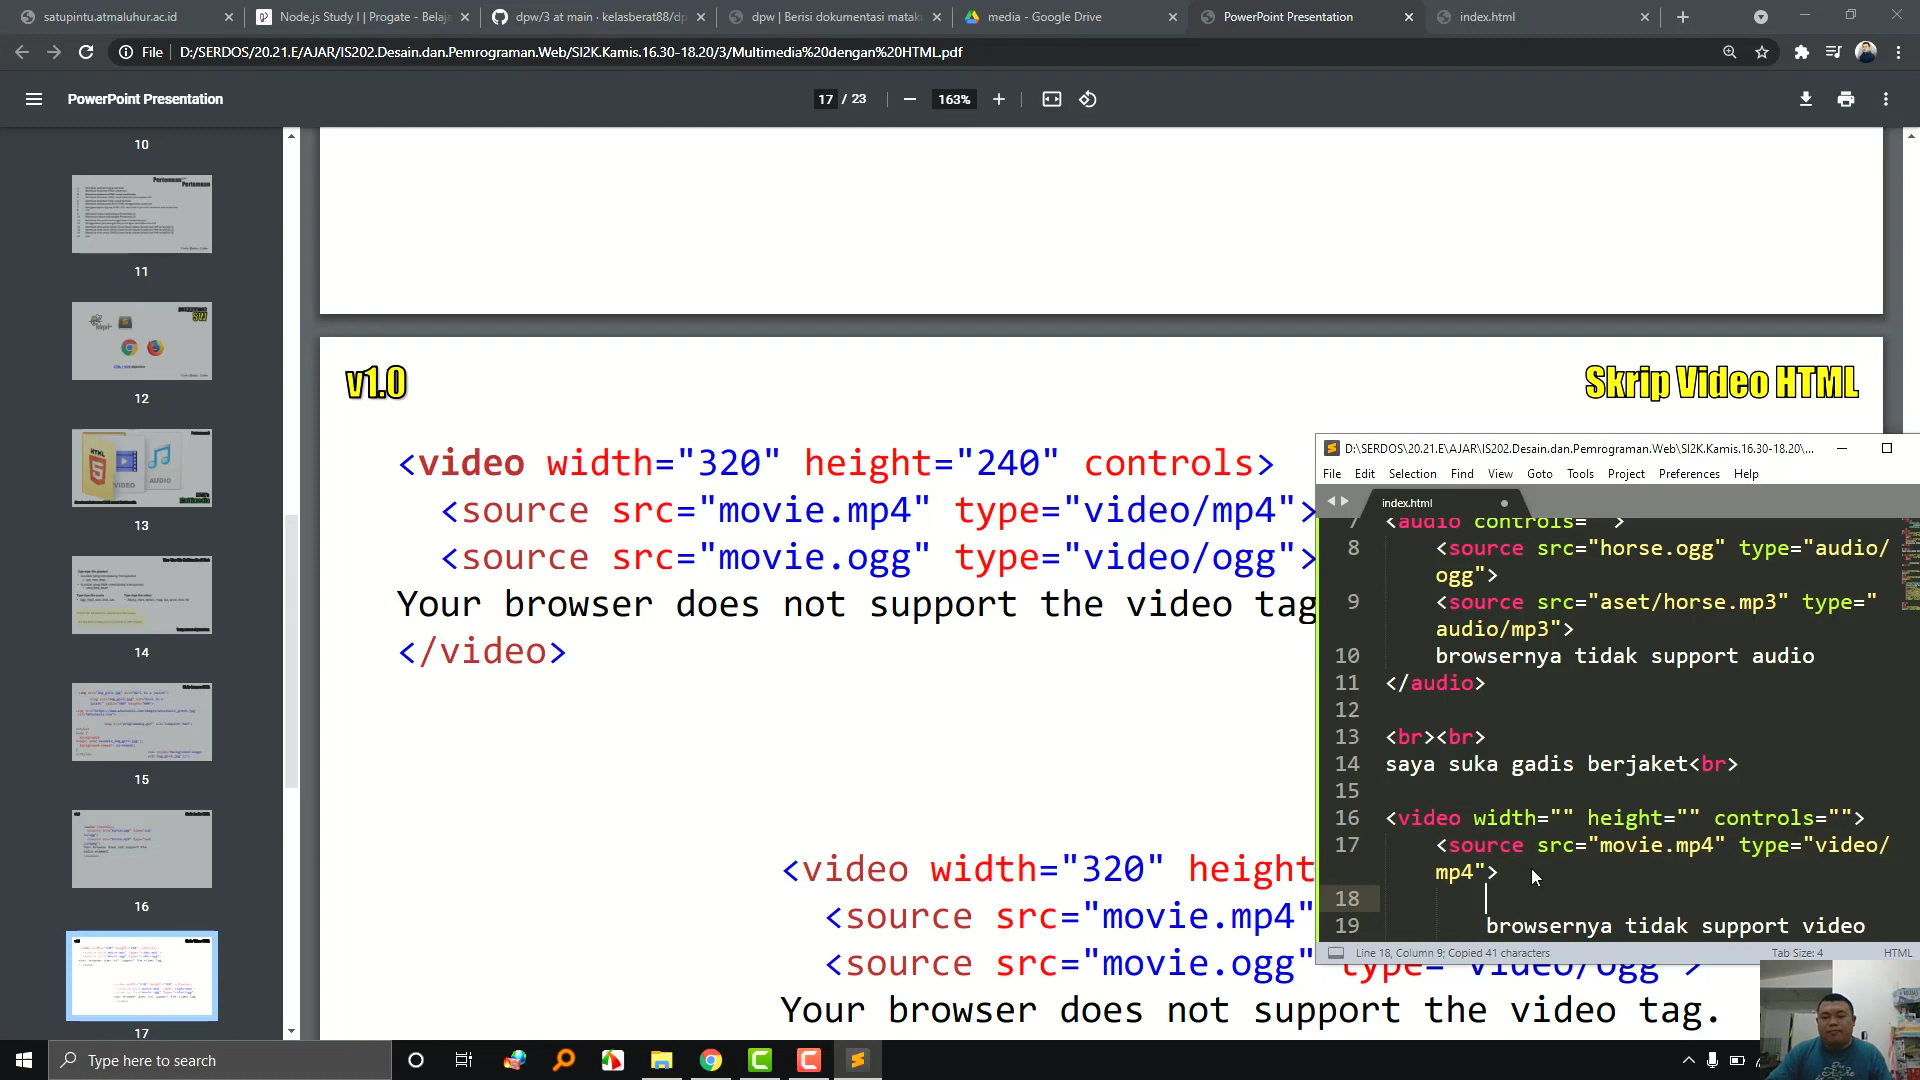 satupintu.atmaluhur.ac.id
Node.js Study I | Progate - Belaj
dpw/3 at main · kelasberat88/dp
dpw | Berisi dokumentasi mataku
media - Google Drive
PowerPoint Presentation
index.html
File
D:/SERDOS/20.21.E/AJAR/IS202.Desain.dan.Pemrograman.Web/SI2K.Kamis.16.30-18.20/3/Multimedia%20dengan%20HTML.pdf
PowerPoint Presentation
17 / 23
163%
10
11
12
13
14
15
16
17
v1.0
Skrip Video HTML
<video width="320" height="240" controls>
<source src="movie.mp4" type="video/mp4">
<source src="movie.ogg" type="video/ogg">
Your browser does not support the video tag
</video>
<video width="320" height
<source src="movie.mp4"
<source src="movie.ogg" type="video/ogg">
Your browser does not support the video tag.
D:\SERDOS\20.21.E\AJAR\IS202.Desain.dan.Pemrograman.Web\SI2K.Kamis.16.30-18.20\...
File Edit Selection Find View Goto Tools Project Preferences Help
index.html
7 <audio controls="">
8 <source src="horse.ogg" type="audio/
ogg">
9 <source src="aset/horse.mp3" type="
audio/mp3">
10 browsernya tidak support audio
11 </audio>
12
13 <br><br>
14 saya suka gadis berjaket<br>
15
16 <video width="" height="" controls="">
17 <source src="movie.mp4" type="video/
mp4">
18
19 browsernya tidak support video
Line 18, Column 9; Copied 41 characters
Tab Size: 4
HTML
Type here to search